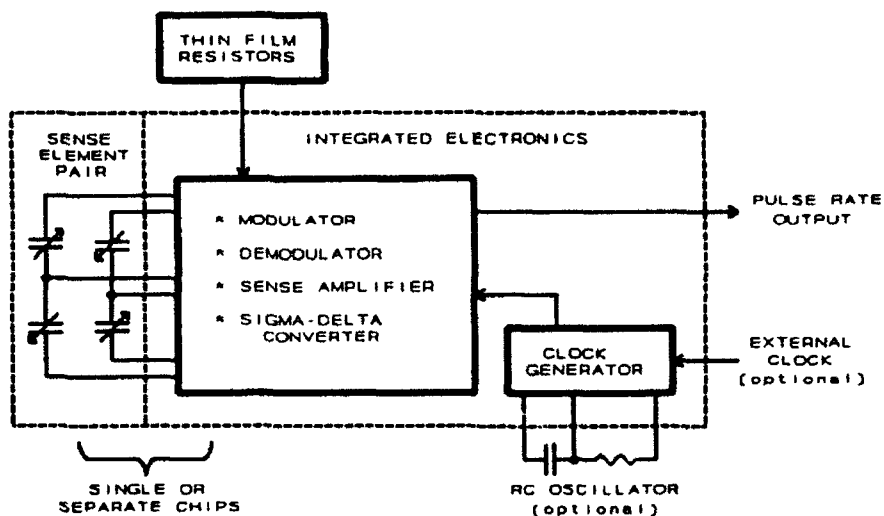 THIN FILM
RESISTORS
SENSE
ELEMENT
PAIR
INTEGRATED ELECTRONICS
* MODULATOR
* DEMODULATOR
* SENSE AMPLIFIER
* SIGMA-DELTA
CONVERTER
PULSE RATE
OUTPUT
CLOCK
GENERATOR
EXTERNAL
CLOCK
(optional)
SINGLE OR
SEPARATE CHIPS
RC OSCILLATOR
(optional)